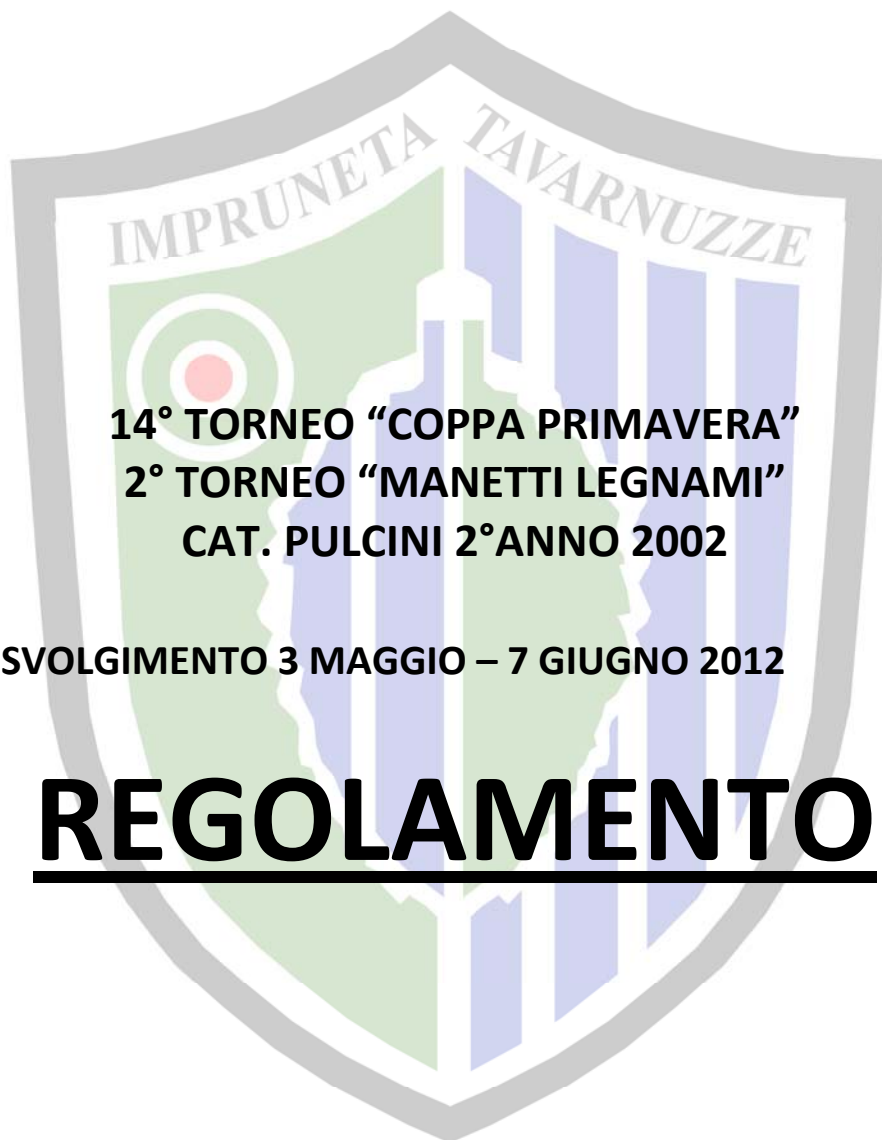 IMPRUNETA TAVARNUZZE
14° TORNEO “COPPA PRIMAVERA”
2° TORNEO “MANETTI LEGNAMI”
CAT. PULCINI 2°ANNO 2002
SVOLGIMENTO 3 MAGGIO – 7 GIUGNO 2012
REGOLAMENTO